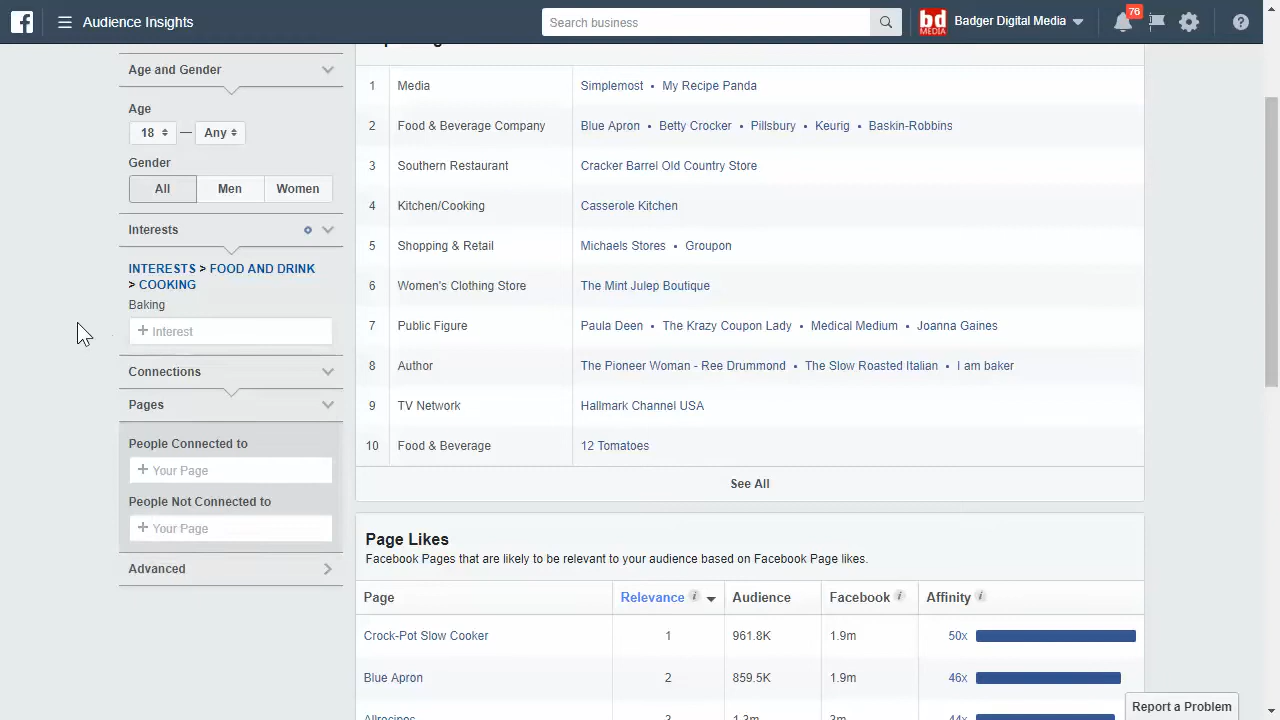 Audience Insights
Search business
bd MEDIA
Badger Digital Media
76
Age and Gender
Age
18 — Any
Gender
All Men Women
Interests
INTERESTS > FOOD AND DRINK
> COOKING
Baking
+ Interest
Connections
Pages
People Connected to
+ Your Page
People Not Connected to
+ Your Page
Advanced
1 Media Simplemost • My Recipe Panda
2 Food & Beverage Company Blue Apron • Betty Crocker • Pillsbury • Keurig • Baskin-Robbins
3 Southern Restaurant Cracker Barrel Old Country Store
4 Kitchen/Cooking Casserole Kitchen
5 Shopping & Retail Michaels Stores • Groupon
6 Women's Clothing Store The Mint Julep Boutique
7 Public Figure Paula Deen • The Krazy Coupon Lady • Medical Medium • Joanna Gaines
8 Author The Pioneer Woman - Ree Drummond • The Slow Roasted Italian • I am baker
9 TV Network Hallmark Channel USA
10 Food & Beverage 12 Tomatoes
See All
Page Likes
Facebook Pages that are likely to be relevant to your audience based on Facebook Page likes.
Page Relevance Audience Facebook Affinity
Crock-Pot Slow Cooker 1 961.8K 1.9m 50x
Blue Apron 2 859.5K 1.9m 46x
Allrecipes 3 1.3m 3m 44x
Report a Problem